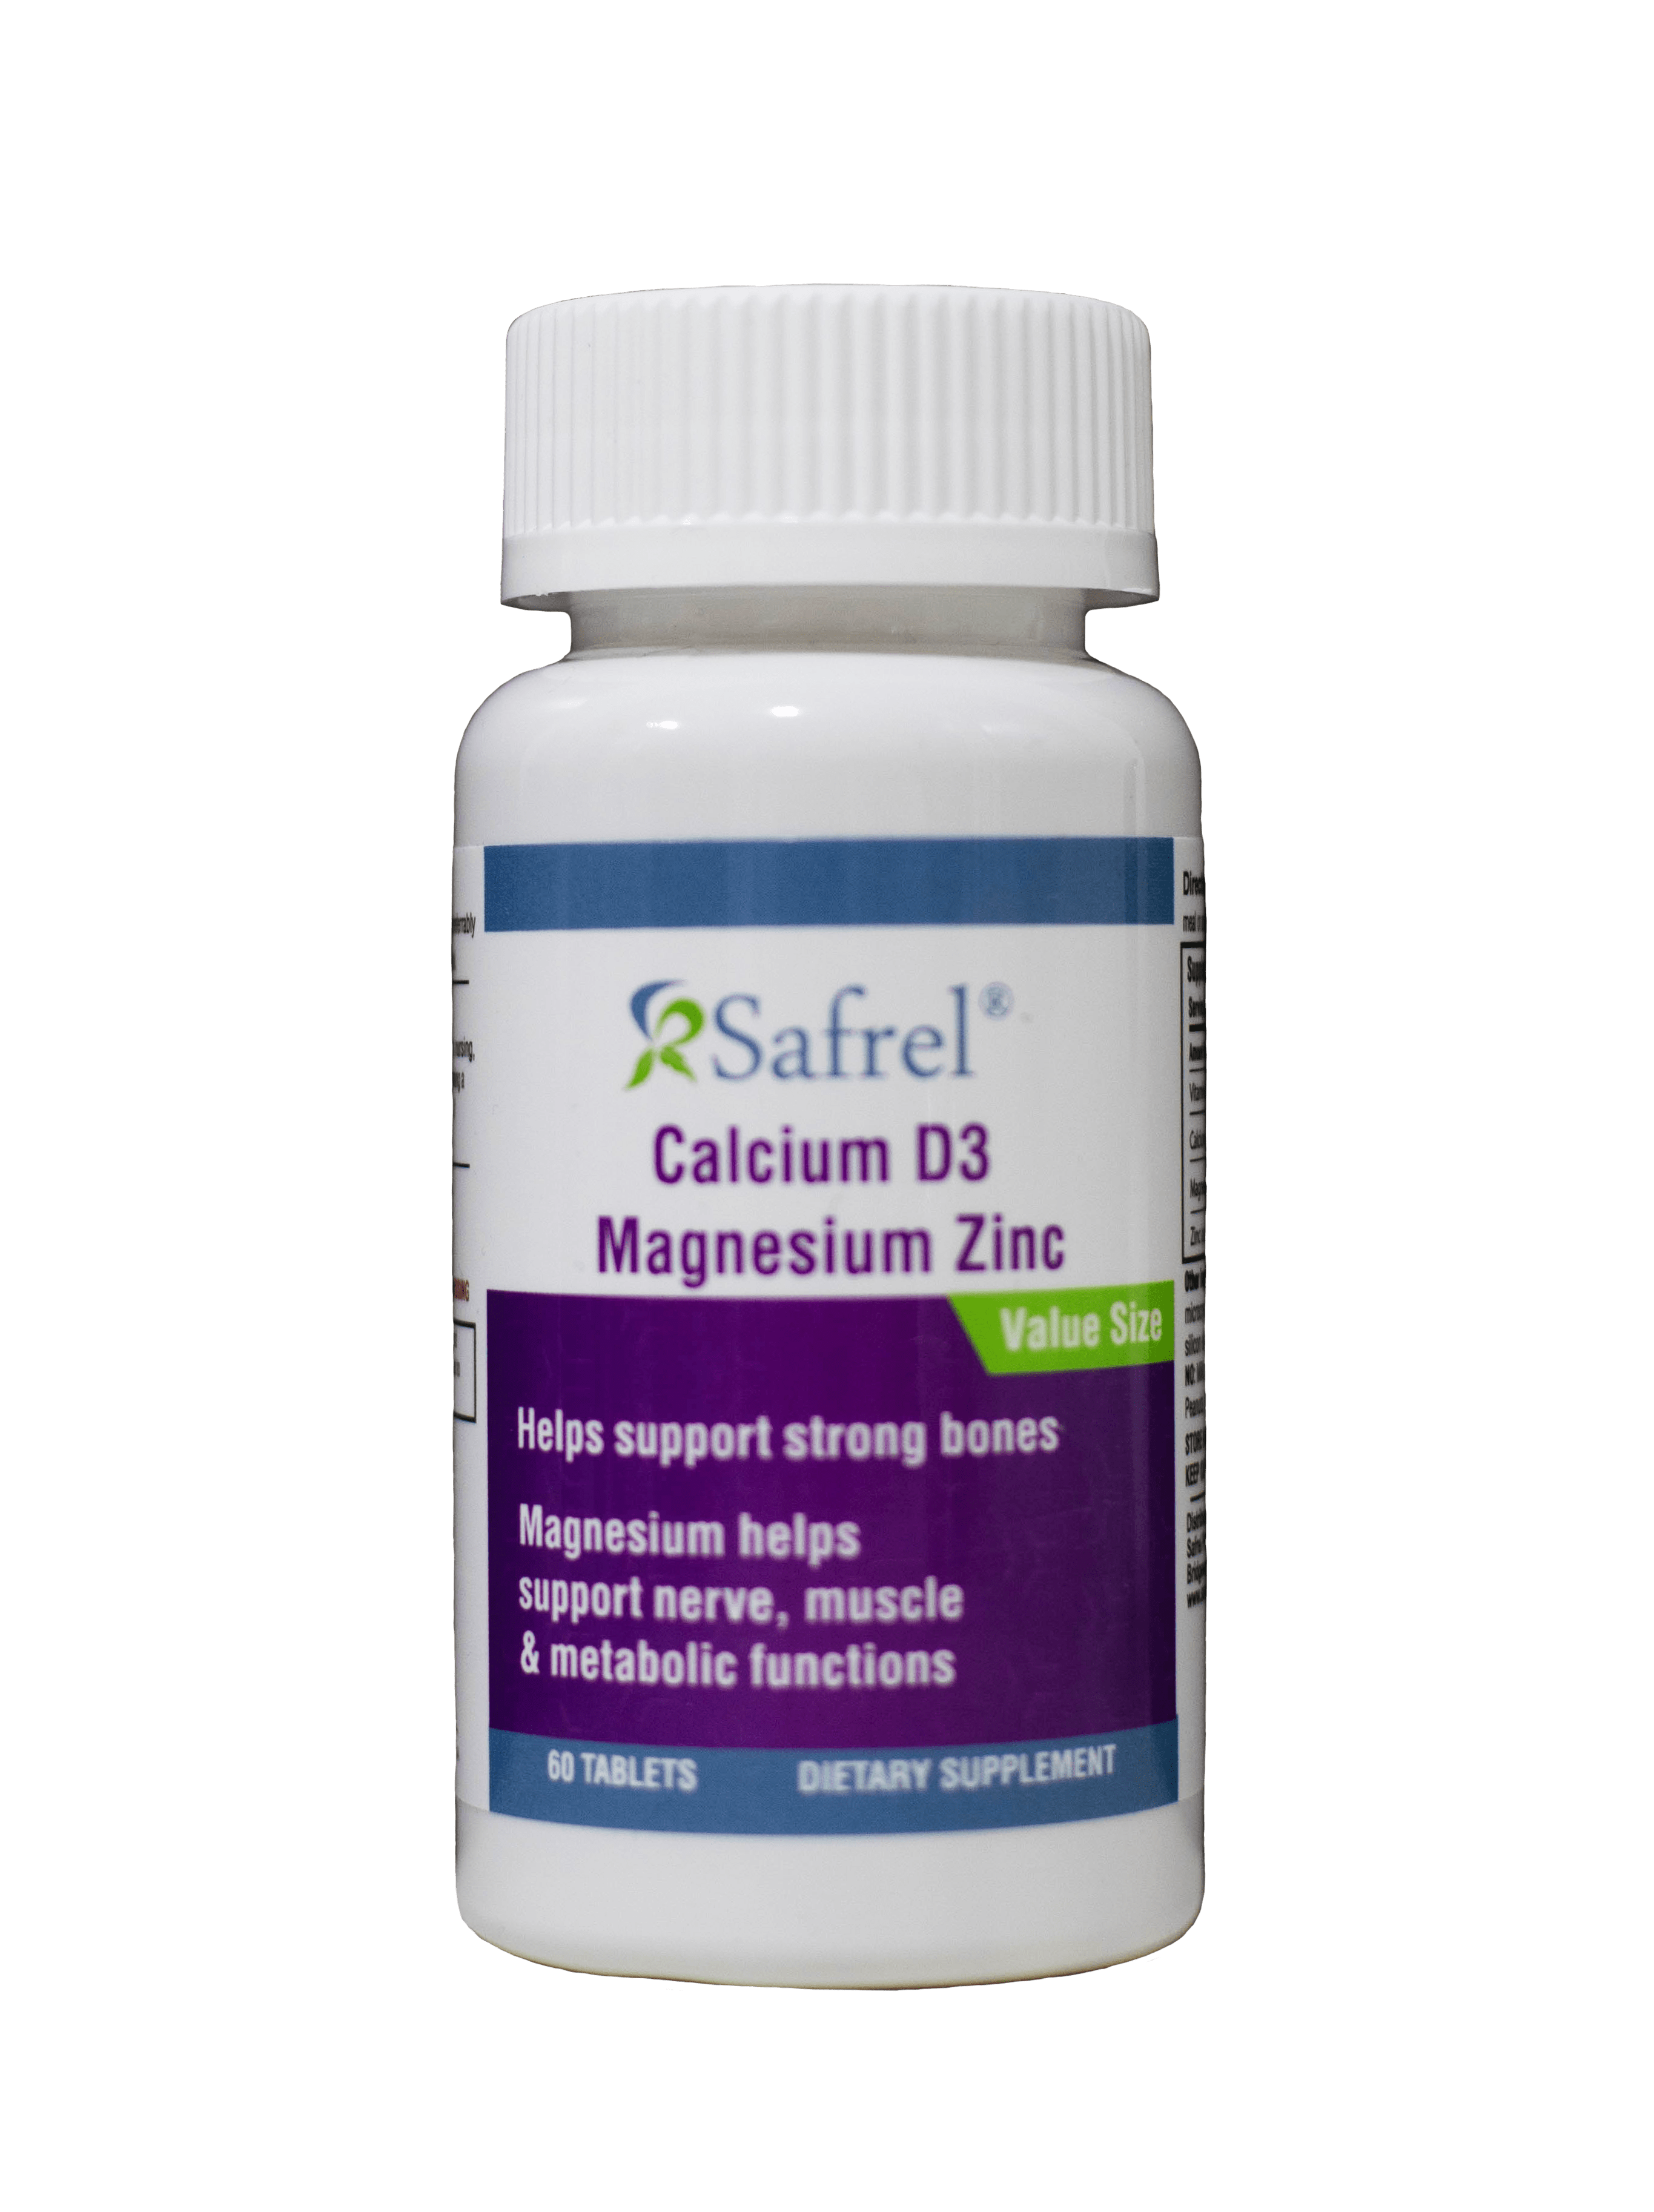 Safrel®
Calcium D3
Magnesium Zinc
Value Size
Helps support strong bones
Magnesium helps
support nerve, muscle
& metabolic functions
60 TABLETS DIETARY SUPPLEMENT